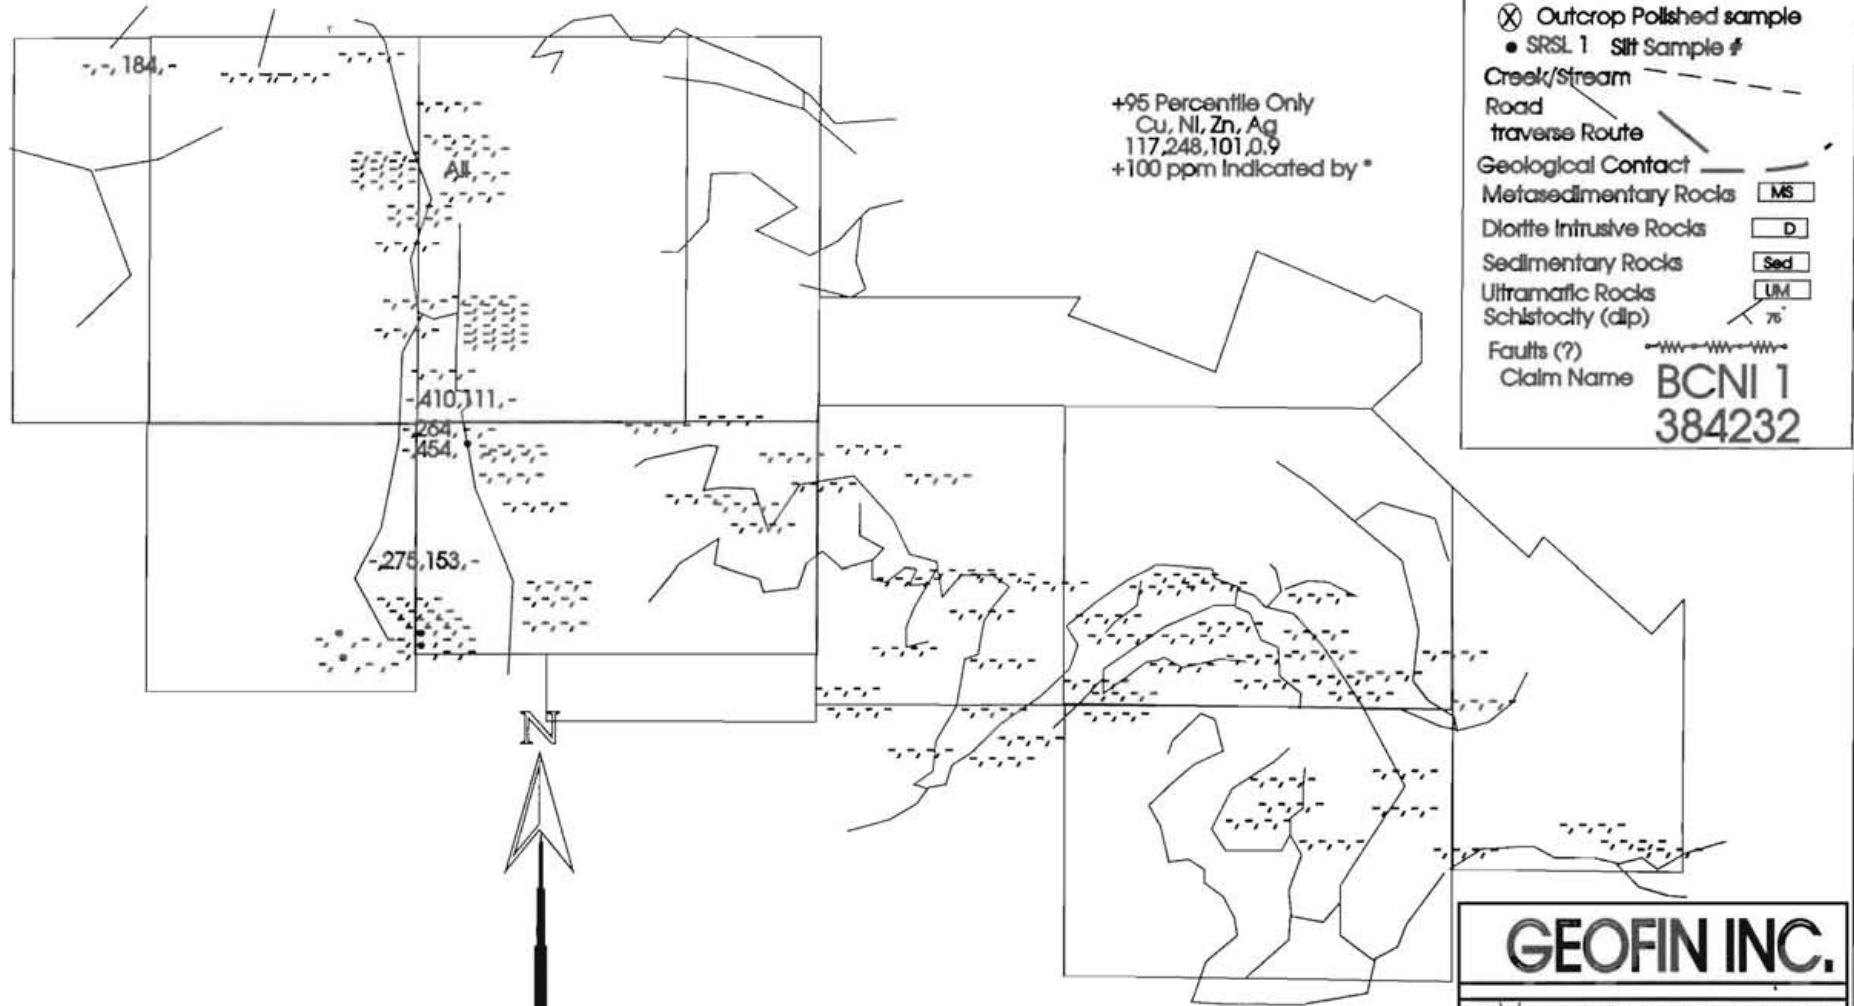 -,-,184,-
All
-,410,111,-
-,264,-,-
-,454,
-,275,153,-
N
+95 Percentile Only
Cu, Ni, Zn, Ag
117,248,101,0.9
+100 ppm indicated by *
Outcrop Polished sample
SRSL 1 Silt Sample #
Creek/Stream
Road
traverse Route
Geological Contact
Metasedimentary Rocks MS
Diorite Intrusive Rocks D
Sedimentary Rocks Sed
Ultramafic Rocks UM
Schistocity (dip) 75°
Faults (?)
Claim Name BCNI 1
384232
GEOFIN INC.